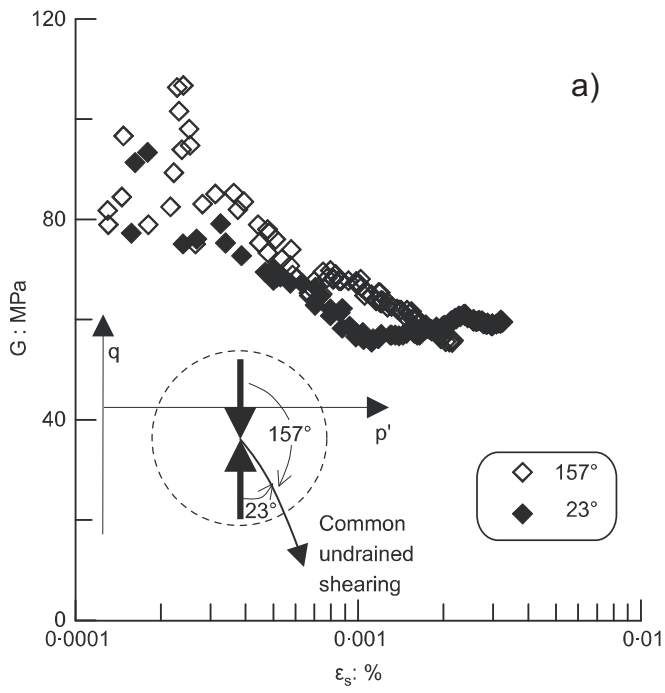 120
a)
80
G : MPa
q
40
157°
p'
23°
Common
undrained
shearing
157°
23°
0
0·0001
0·001
0·01
εs: %